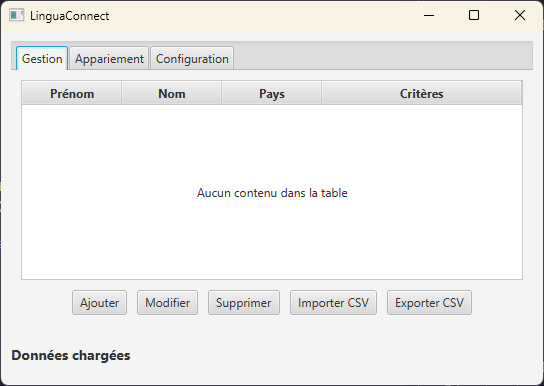 LinguaConnect
Gestion Appariement Configuration
Prénom Nom Pays Critères
Aucun contenu dans la table
Ajouter Modifier Supprimer Importer CSV Exporter CSV
Données chargées